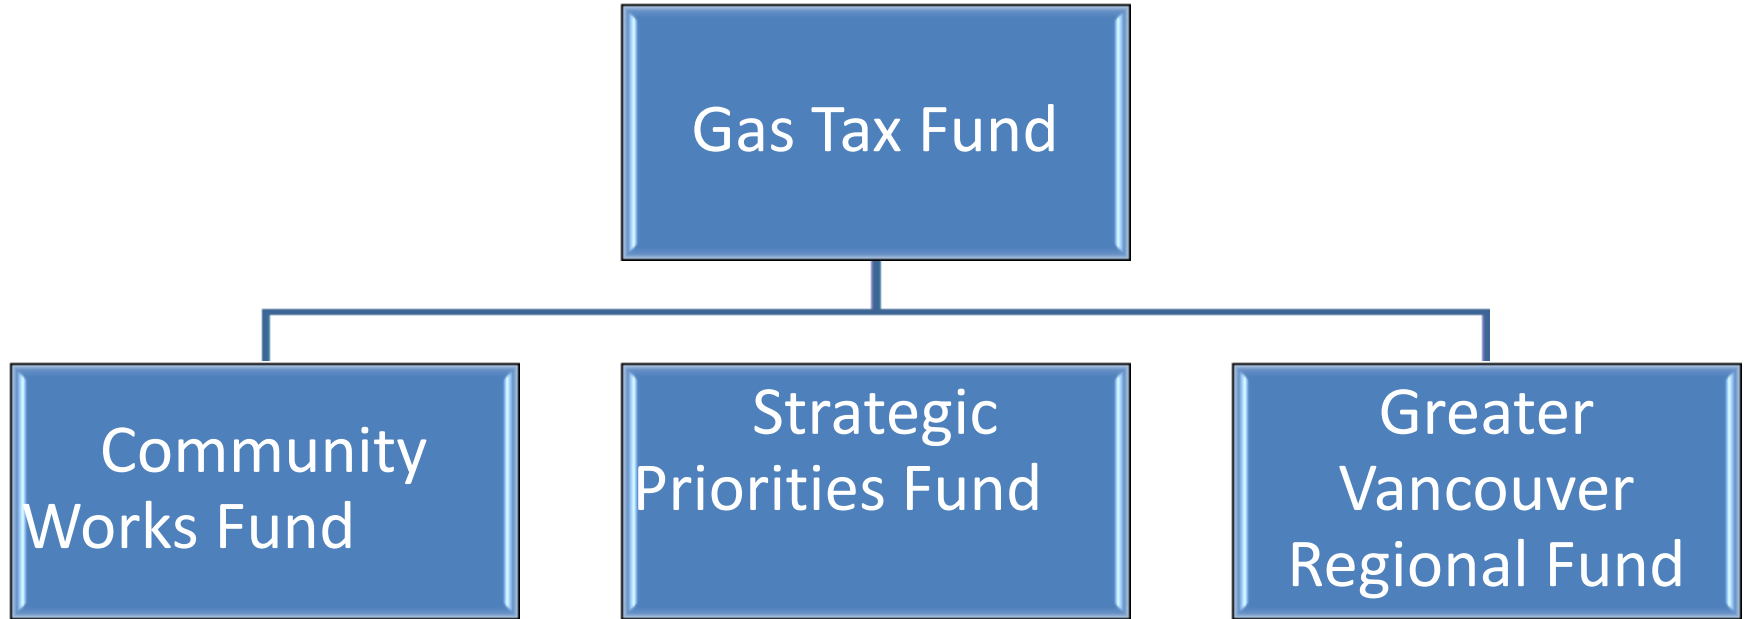 Gas Tax Fund
Community
Works Fund
Strategic
Priorities Fund
Greater
Vancouver
Regional Fund